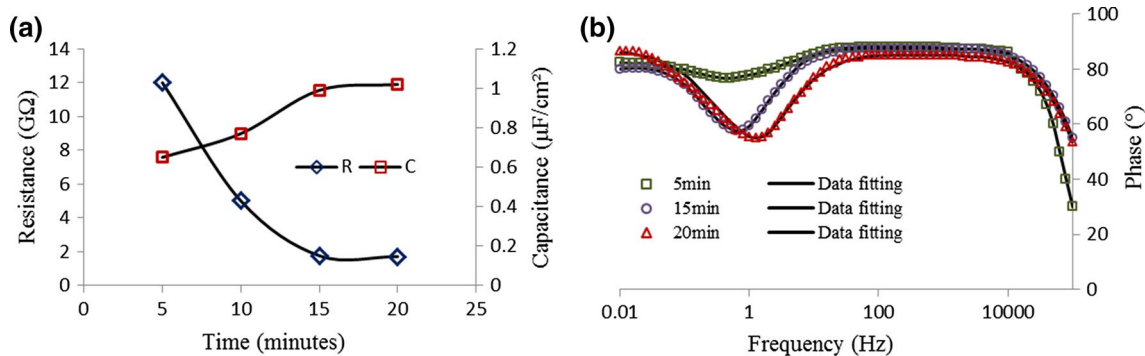 (a)
14
12
10
8
6
4
2
0
Resistance (GΩ)
1.2
1
0.8
0.6
0.4
0.2
0
Capacitance (µF/cm²)
R C
0 5 10 15 20 25
Time (minutes)
(b)
100
80
60
40
20
0
Phase (°)
5min Data fitting
15min Data fitting
20min Data fitting
0.01 1 100 10000
Frequency (Hz)